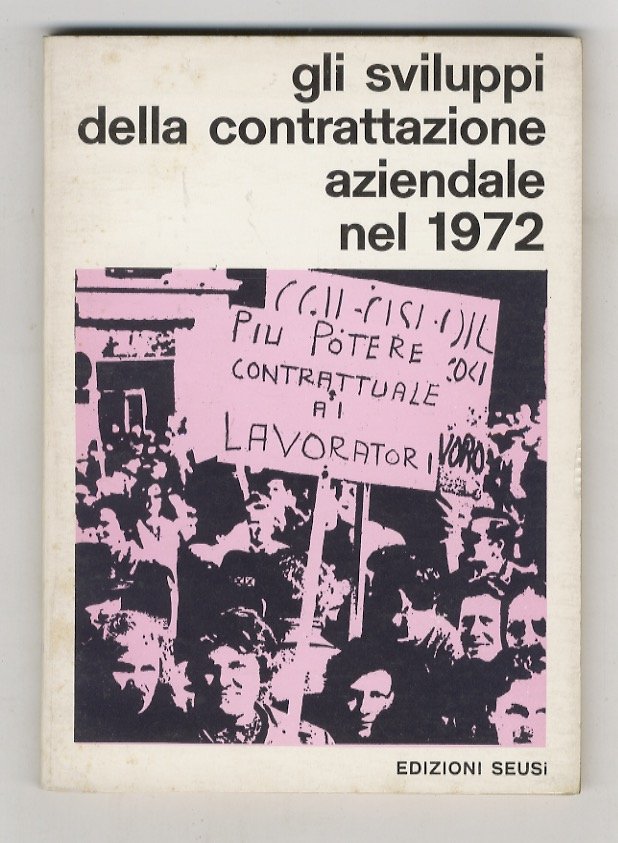 gli sviluppi
della contrattazione
aziendale
nel 1972
CGIL-CISL-UIL
PIU POTERE
CONTRATTUALE
AI
LAVORATORI
EDIZIONI SEUSi